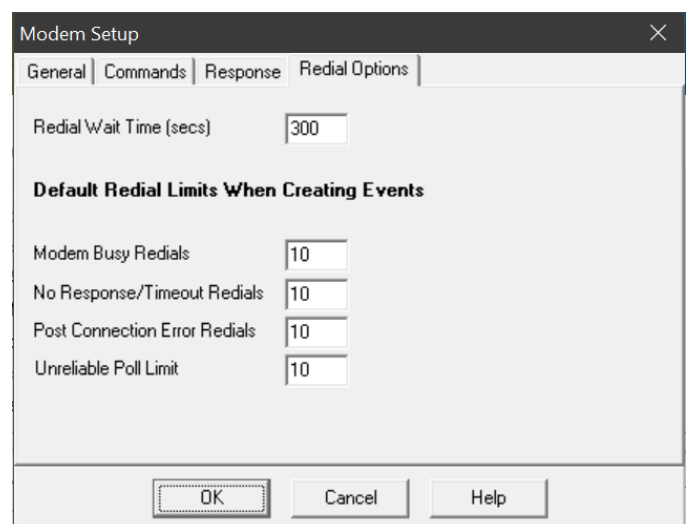 Modem Setup
General Commands Response Redial Options
Redial Wait Time (secs) 300
Default Redial Limits When Creating Events
Modem Busy Redials 10
No Response/Timeout Redials 10
Post Connection Error Redials 10
Unreliable Poll Limit 10
OK Cancel Help